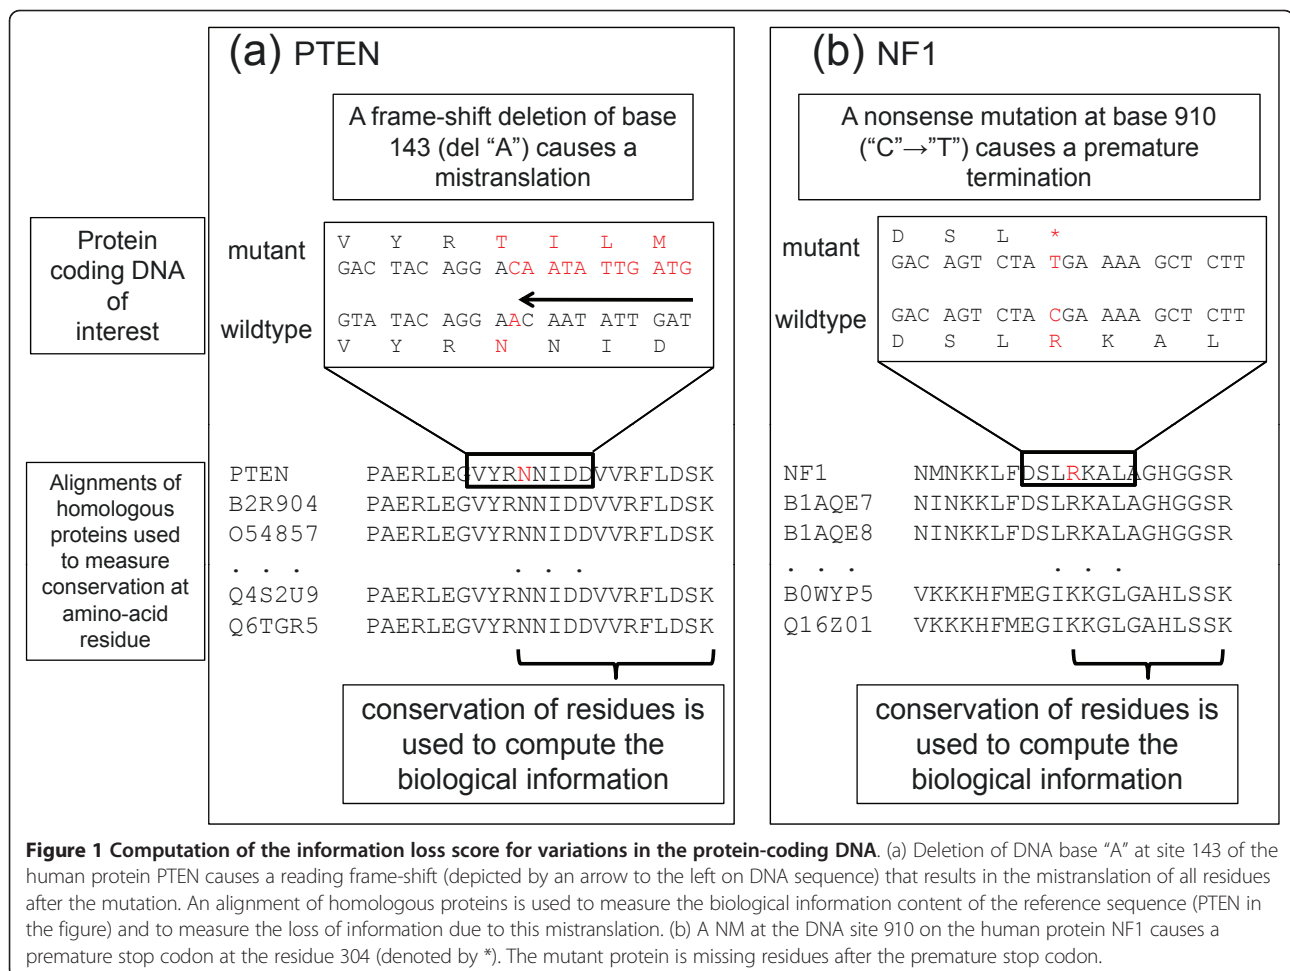 (a) PTEN
A frame-shift deletion of base
143 (del “A”) causes a
mistranslation
Protein
coding DNA
of
interest
mutant
V Y R T I L M
GAC TAC AGG ACA ATA TTG ATG
wildtype
GTA TAC AGG AAC AAT ATT GAT
V Y R N N I D
Alignments of
homologous
proteins used
to measure
conservation at
amino-acid
residue
PTEN PAERLEGVYRNNIDDVVRFLDSK
B2R904 PAERLEGVYRNNIDDVVRFLDSK
O54857 PAERLEGVYRNNIDDVVRFLDSK
. . . . . .
Q4S2U9 PAERLEGVYRNNIDDVVRFLDSK
Q6TGR5 PAERLEGVYRNNIDDVVRFLDSK
conservation of residues is
used to compute the
biological information
(b) NF1
A nonsense mutation at base 910
(“C”→”T”) causes a premature
termination
mutant
D S L *
GAC AGT CTA TGA AAA GCT CTT
wildtype
GAC AGT CTA CGA AAA GCT CTT
D S L R K A L
NF1 NMNKKLFDSLRKALAGHGGSR
B1AQE7 NINKKLFDSLRKALAGHGGSR
B1AQE8 NINKKLFDSLRKALAGHGGSR
. . . . . .
B0WYP5 VKKKHFMEGIKKGLGAHLSSK
Q16Z01 VKKKHFMEGIKKGLGAHLSSK
conservation of residues is
used to compute the
biological information
Figure 1 Computation of the information loss score for variations in the protein-coding DNA. (a) Deletion of DNA base “A” at site 143 of the
human protein PTEN causes a reading frame-shift (depicted by an arrow to the left on DNA sequence) that results in the mistranslation of all residues
after the mutation. An alignment of homologous proteins is used to measure the biological information content of the reference sequence (PTEN in
the figure) and to measure the loss of information due to this mistranslation. (b) A NM at the DNA site 910 on the human protein NF1 causes a
premature stop codon at the residue 304 (denoted by *). The mutant protein is missing residues after the premature stop codon.